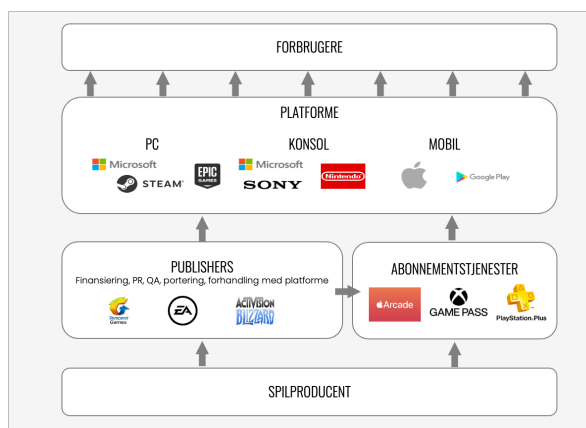 FORBRUGERE
PLATFORME
PC
KONSOL
MOBIL
Microsoft
STEAM
EPIC
GAMES
Microsoft
SONY
Nintendo
Google Play
PUBLISHERS
Finansiering, PR, QA, portering, forhandling med platforme
Tencent
Games
EA
ACTIVISION
BLIZZARD
ABONNEMENTSTJENESTER
Arcade
GAME PASS
PlayStation Plus
SPILPRODUCENT